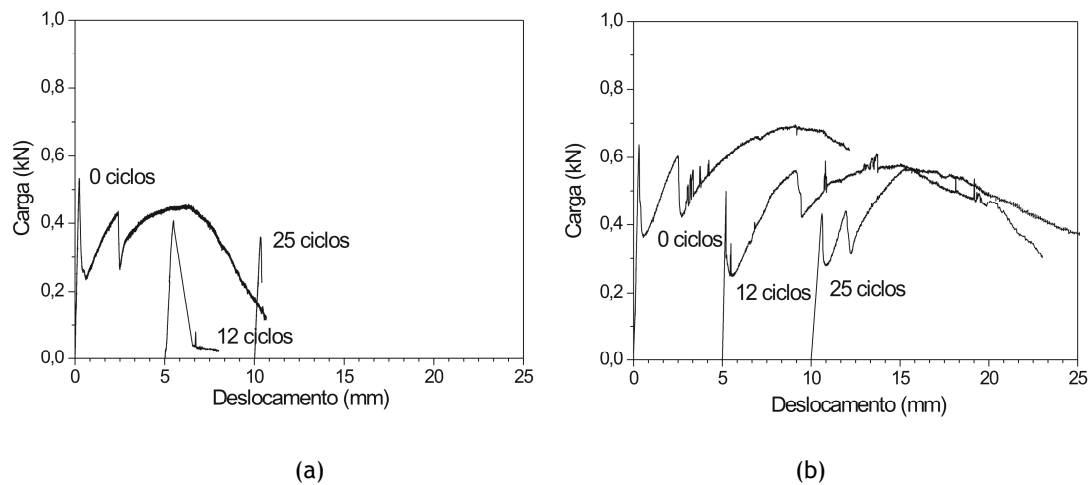 1,0
0,8
0,6
0,4
0,2
0,0
Carga (kN)
0 ciclos
25 ciclos
12 ciclos
0 5 10 15 20 25
Deslocamento (mm)
(a)
1,0
0,8
0,6
0,4
0,2
0,0
Carga (kN)
0 ciclos
12 ciclos
25 ciclos
0 5 10 15 20 25
Deslocamento (mm)
(b)